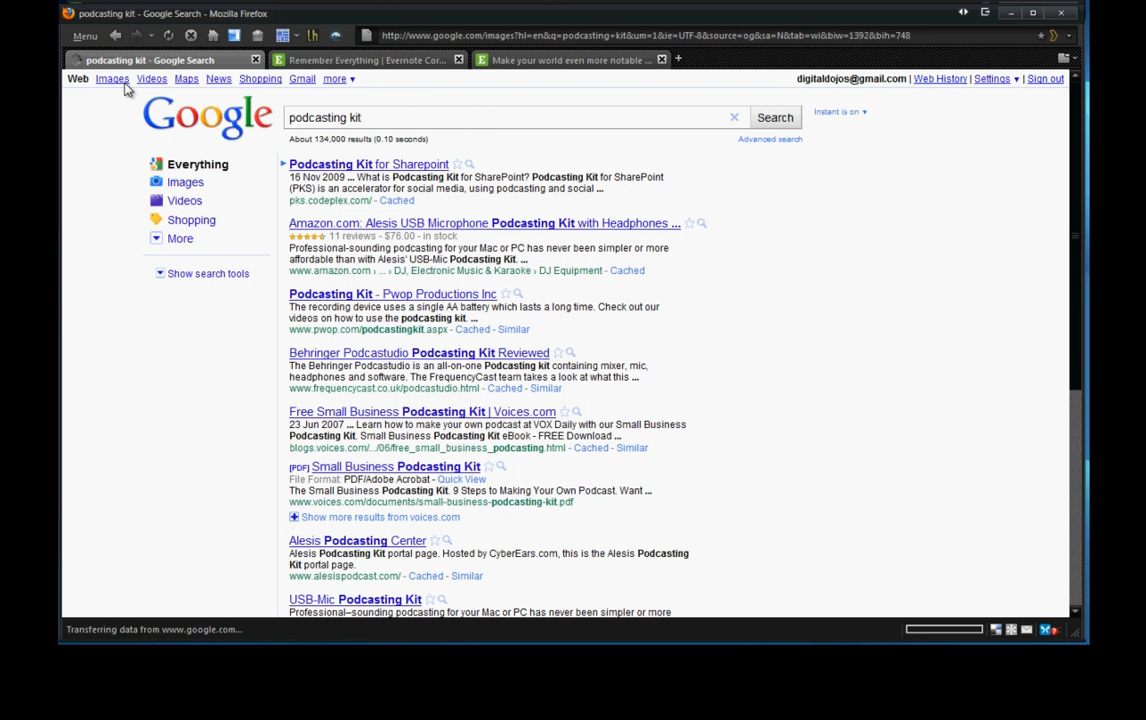 podcasting kit - Google Search - Mozilla Firefox
Menu http://www.google.com/images?hl=en&q=podcasting+kit&um=1&ie=UTF-8&source=og&sa=N&tab=wi&biw=1392&bih=748
podcasting kit - Google Search Remember Everything | Evernote Cor... Make your world even more notable ...
Web Images Videos Maps News Shopping Gmail more digitaldojos@gmail.com | Web History | Settings | Sign out
Google podcasting kit Search Instant is on
About 134,000 results (0.10 seconds) Advanced search
Everything
Images
Videos
Shopping
More
Show search tools
Podcasting Kit for Sharepoint
16 Nov 2009 ... What is Podcasting Kit for SharePoint? Podcasting Kit for SharePoint
(PKS) is an accelerator for social media, using podcasting and social ...
pks.codeplex.com/ - Cached
Amazon.com: Alesis USB Microphone Podcasting Kit with Headphones ...
11 reviews - $76.00 - in stock
Professional-sounding podcasting for your Mac or PC has never been simpler or more
affordable than with Alesis' USB-Mic Podcasting Kit. ...
www.amazon.com › ... › DJ, Electronic Music & Karaoke › DJ Equipment - Cached
Podcasting Kit - Pwop Productions Inc
The recording device uses a single AA battery which lasts a long time. Check out our
videos on how to use the podcasting kit. ...
www.pwop.com/podcastingkit.aspx - Cached - Similar
Behringer Podcastudio Podcasting Kit Reviewed
The Behringer Podcastudio is an all-on-one Podcasting kit containing mixer, mic,
headphones and software. The FrequencyCast team takes a look at what this ...
www.frequencycast.co.uk/podcastudio.html - Cached - Similar
Free Small Business Podcasting Kit | Voices.com
23 Jun 2007 ... Learn how to make your own podcast at VOX Daily with our Small Business
Podcasting Kit. Small Business Podcasting Kit eBook - FREE Download ...
blogs.voices.com/.../06/free_small_business_podcasting.html - Cached - Similar
[PDF] Small Business Podcasting Kit
File Format: PDF/Adobe Acrobat - Quick View
The Small Business Podcasting Kit. 9 Steps to Making Your Own Podcast. Want ...
www.voices.com/documents/small-business-podcasting-kit.pdf
Show more results from voices.com
Alesis Podcasting Center
Alesis Podcasting Kit portal page. Hosted by CyberEars.com, this is the Alesis Podcasting
Kit portal page.
www.alesispodcast.com/ - Cached - Similar
USB-Mic Podcasting Kit
Professional–sounding podcasting for your Mac or PC has never been simpler or more
Transferring data from www.google.com...